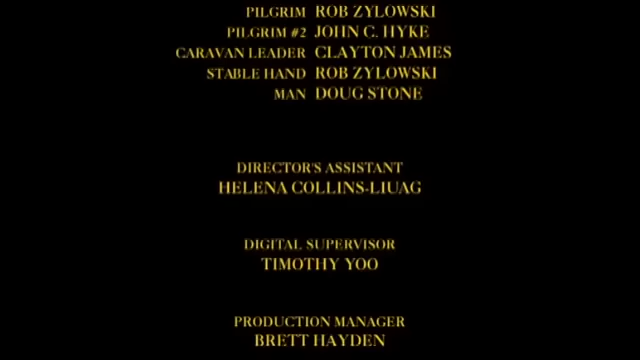 PILGRIM ROB ZYLOWSKI
PILGRIM #2 JOHN C. HYKE
CARAVAN LEADER CLAYTON JAMES
STABLE HAND ROB ZYLOWSKI
MAN DOUG STONE
DIRECTOR'S ASSISTANT
HELENA COLLINS-LIUAG
DIGITAL SUPERVISOR
TIMOTHY YOO
PRODUCTION MANAGER
BRETT HAYDEN